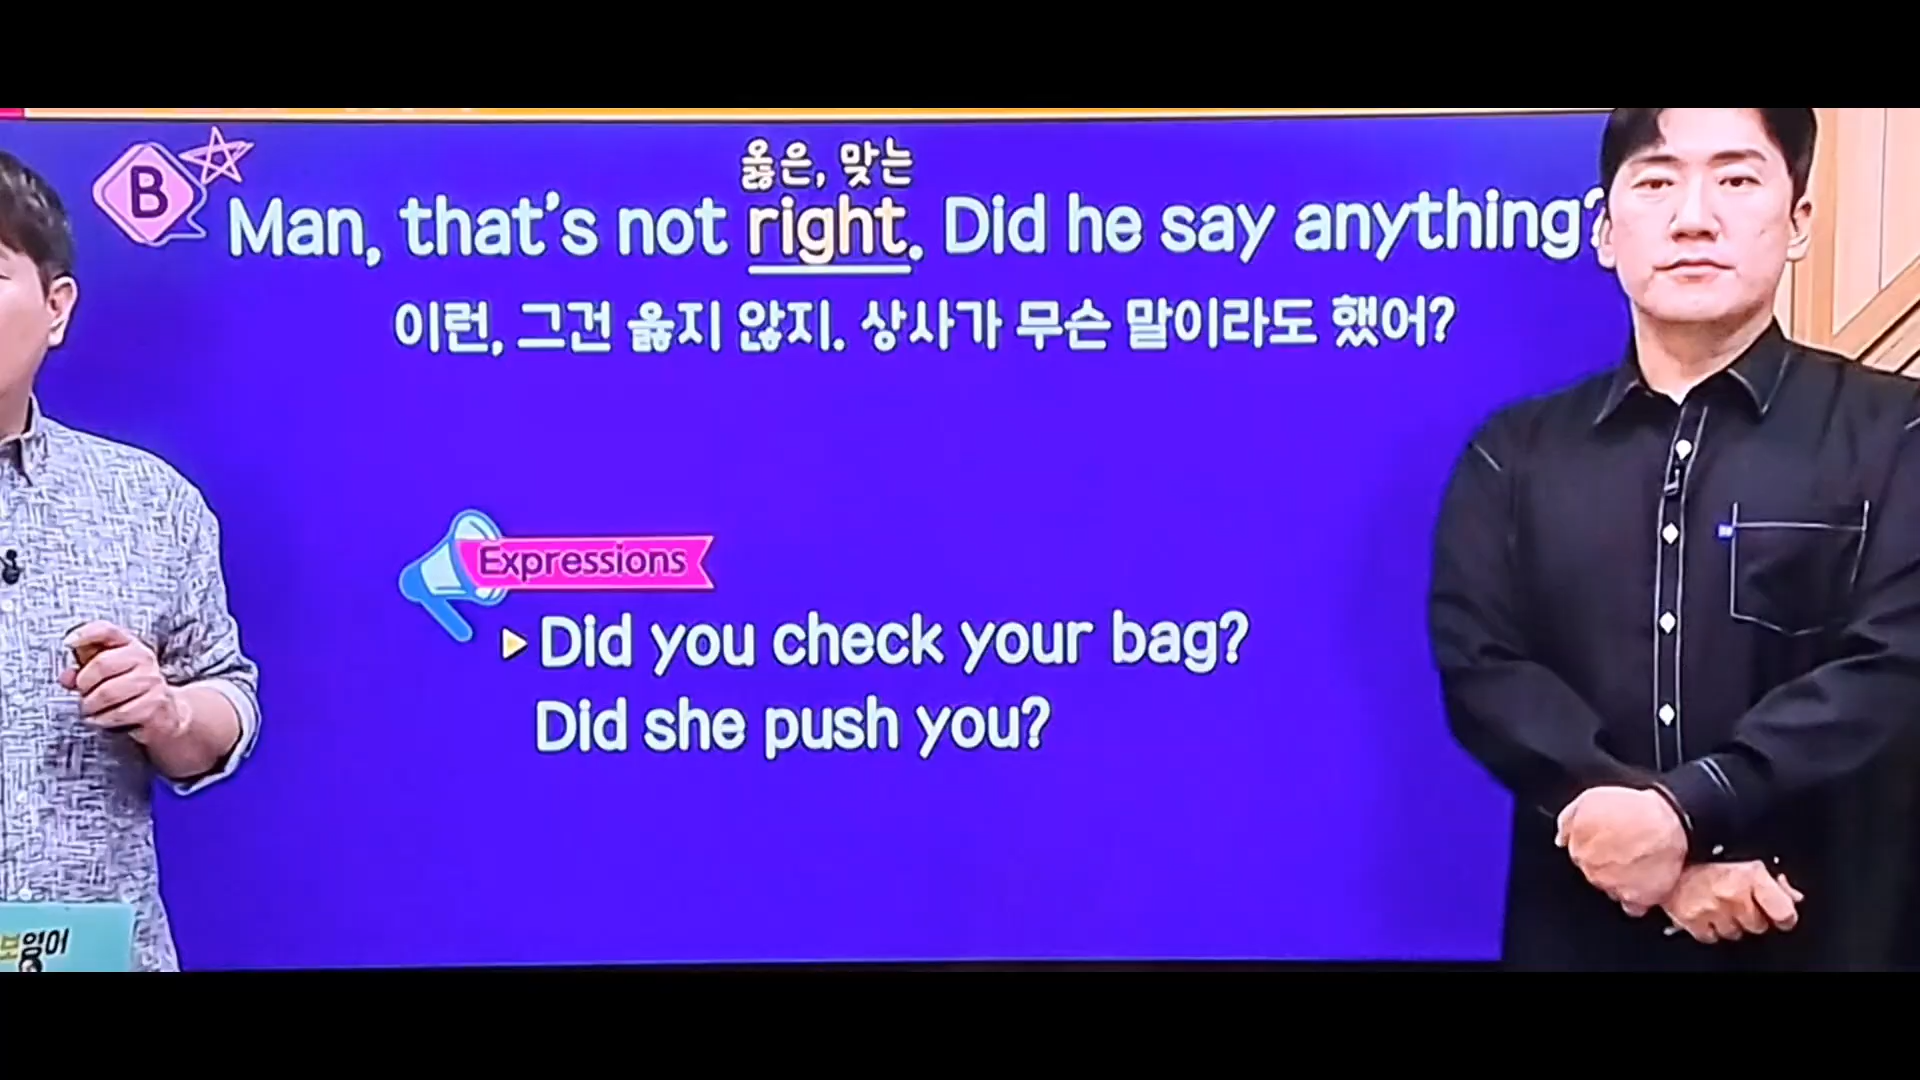 B
옳은, 맞는
Man, that's not right. Did he say anything?
이런, 그건 옳지 않지. 상사가 무슨 말이라도 했어?
Expressions
Did you check your bag?
Did she push you?
영어